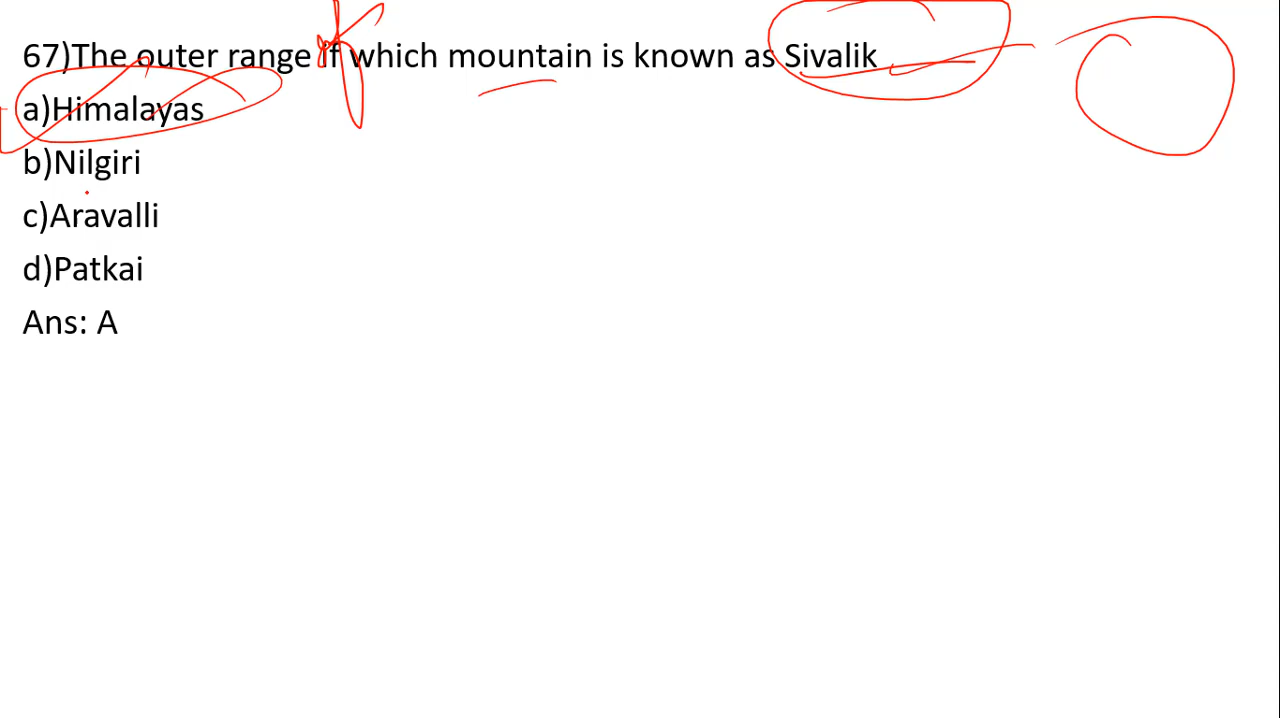 67)The outer range if which mountain is known as Sivalik
a)Himalayas
b)Nilgiri
c)Aravalli
d)Patkai
Ans: A